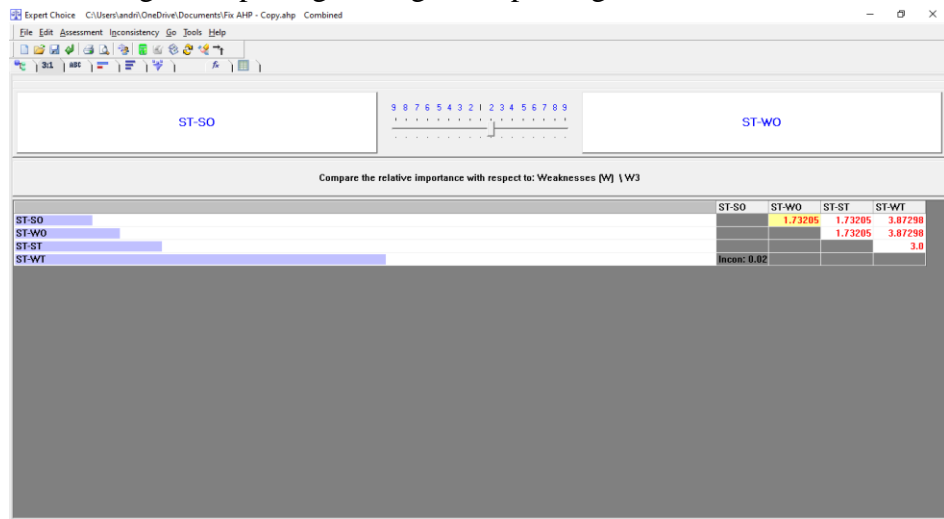 Expert Choice C:\Users\andri\OneDrive\Documents\Fix AHP - Copy.ahp Combined
File Edit Assessment Inconsistency Go Tools Help
3:1 ABC
ST-SO 9 8 7 6 5 4 3 2 1 2 3 4 5 6 7 8 9 ST-WO
Compare the relative importance with respect to: Weaknesses (W) \ W3
ST-SO ST-WO ST-ST ST-WT
ST-SO 1.73205 1.73205 3.87298
ST-WO 1.73205 3.87298
ST-ST 3.0
ST-WT Incon: 0.02